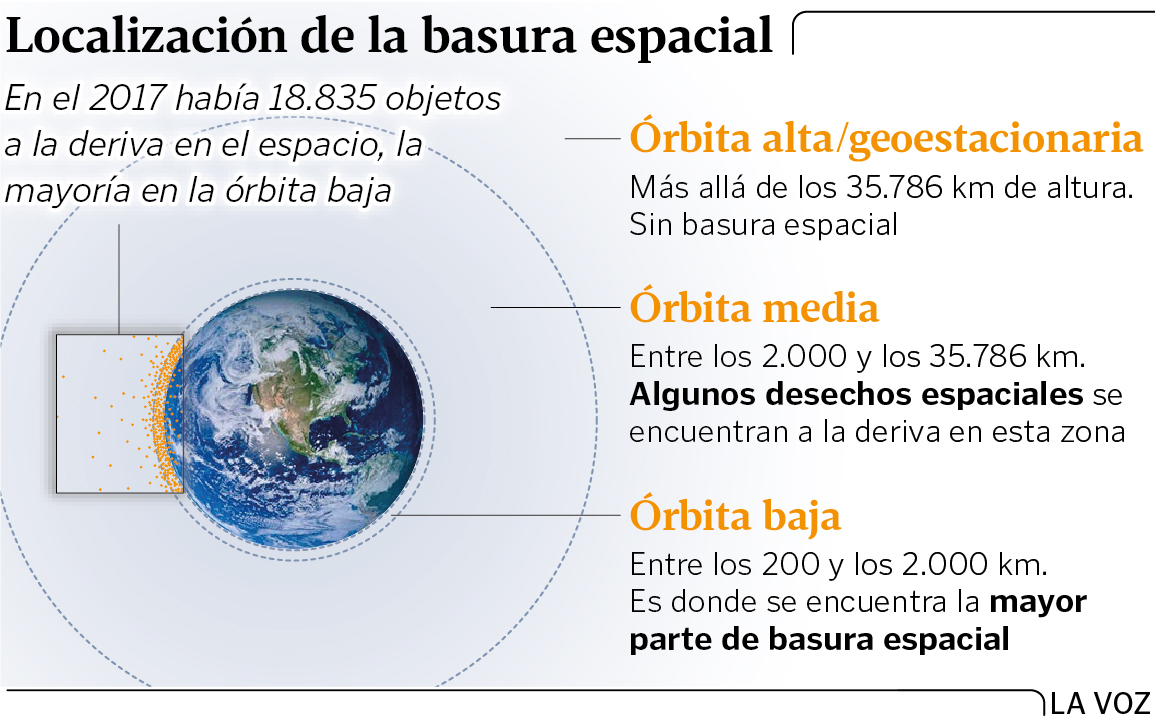 Localización de la basura espacial
En el 2017 había 18.835 objetos
a la deriva en el espacio, la
mayoría en la órbita baja
Órbita alta/geoestacionaria
Más allá de los 35.786 km de altura.
Sin basura espacial
Órbita media
Entre los 2.000 y los 35.786 km.
Algunos desechos espaciales se
encuentran a la deriva en esta zona
Órbita baja
Entre los 200 y los 2.000 km.
Es donde se encuentra la mayor
parte de basura espacial
LA VOZ